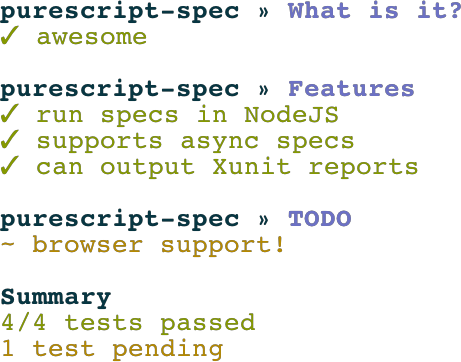 purescript-spec » What is it?
✓ awesome
purescript-spec » Features
✓ run specs in NodeJS
✓ supports async specs
✓ can output Xunit reports
purescript-spec » TODO
~ browser support!
Summary
4/4 tests passed
1 test pending